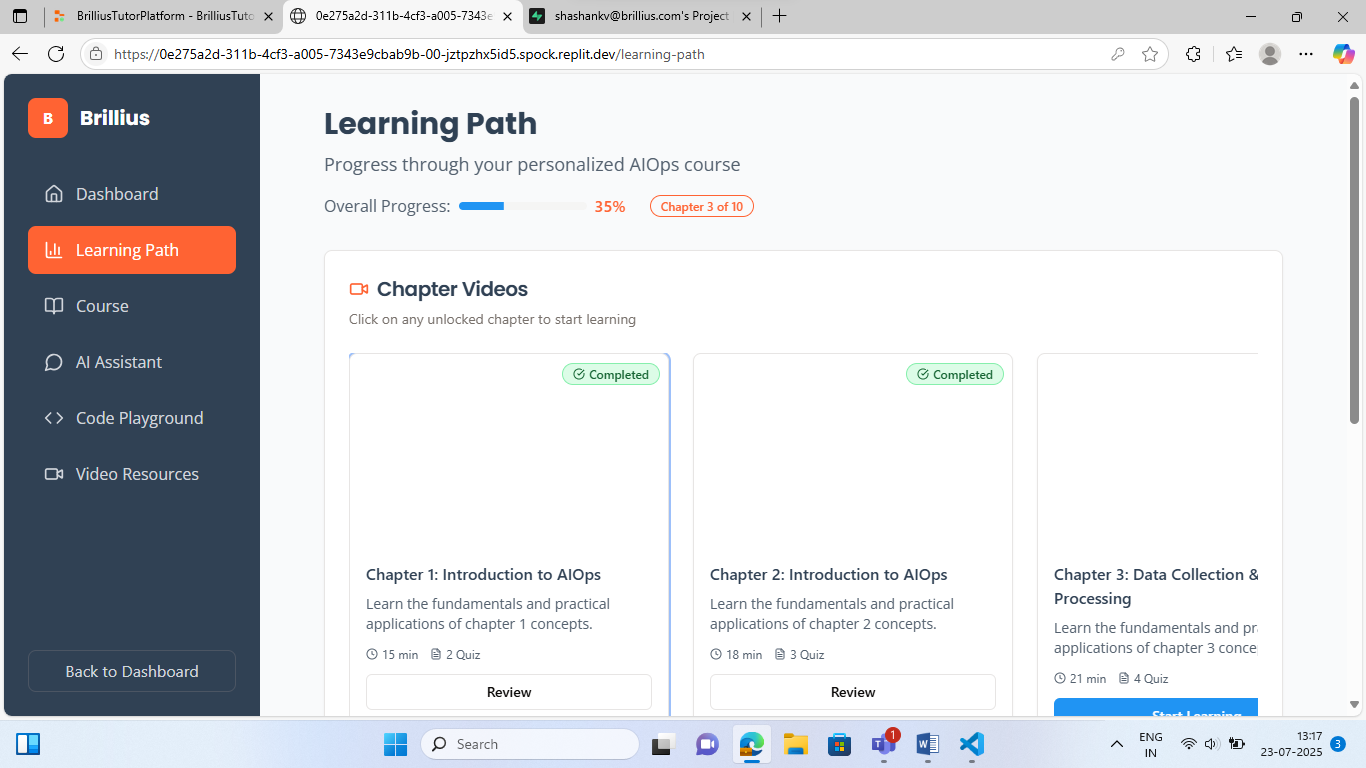 BrilliusTutorPlatform - BrilliusTuto
0e275a2d-311b-4cf3-a005-7343e
shashankv@brillius.com's Project
https://0e275a2d-311b-4cf3-a005-7343e9cbab9b-00-jztpzhx5id5.spock.replit.dev/learning-path
B
Brillius
Dashboard
Learning Path
Course
AI Assistant
Code Playground
Video Resources
Back to Dashboard
Learning Path
Progress through your personalized AIOps course
Overall Progress:
35%
Chapter 3 of 10
Chapter Videos
Click on any unlocked chapter to start learning
Completed
Chapter 1: Introduction to AIOps
Learn the fundamentals and practical
applications of chapter 1 concepts.
15 min
2 Quiz
Review
Completed
Chapter 2: Introduction to AIOps
Learn the fundamentals and practical
applications of chapter 2 concepts.
18 min
3 Quiz
Review
Chapter 3: Data Collection &
Processing
Learn the fundamentals and pr
applications of chapter 3 conce
21 min
4 Quiz
Start Learning
Search
1
ENG
IN
13:17
23-07-2025
3